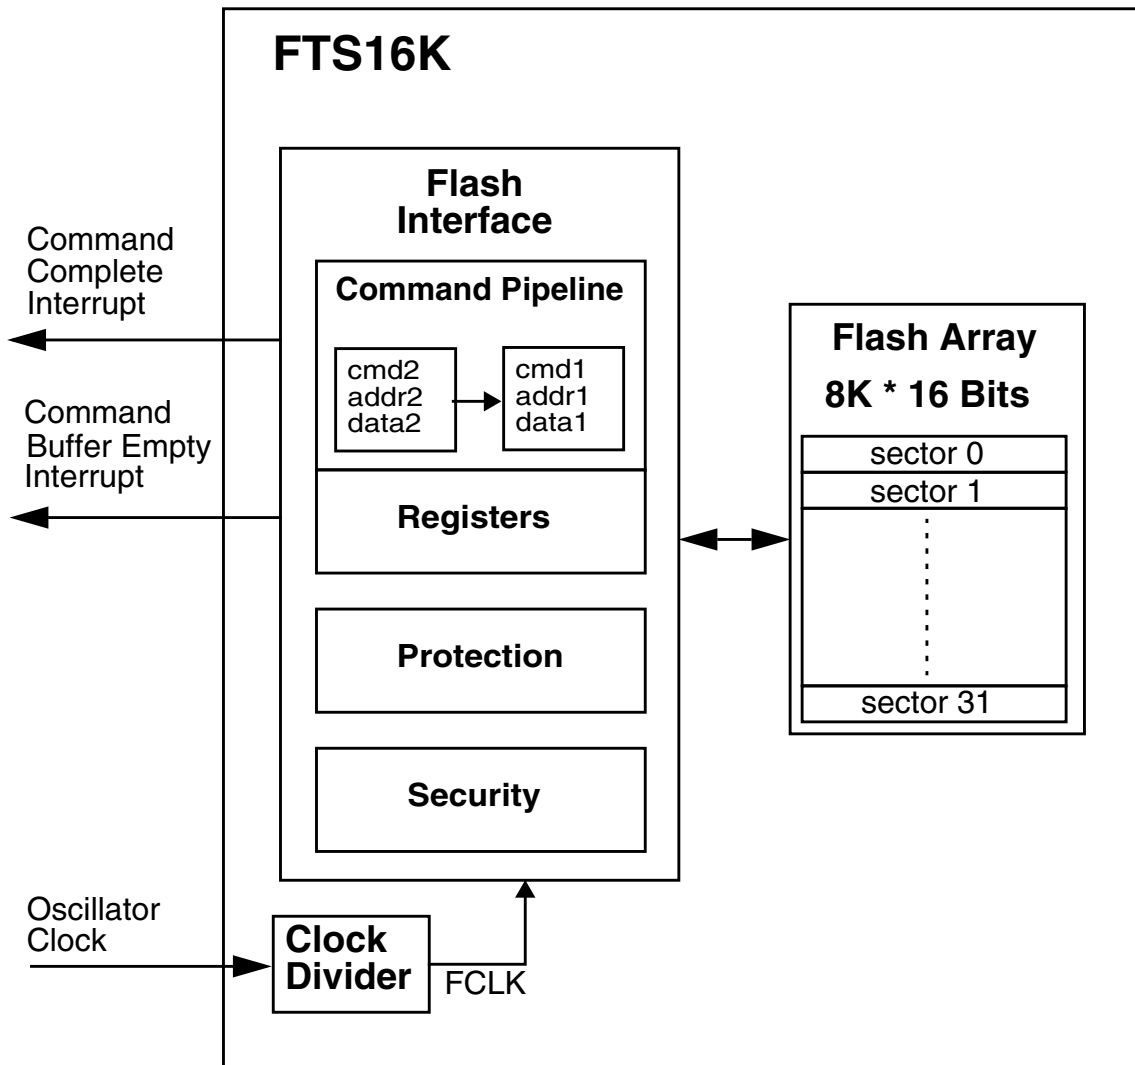 FTS16K
Flash
Interface
Command
Complete
Interrupt
Command Pipeline
cmd2
addr2
data2
cmd1
addr1
data1
Command
Buffer Empty
Interrupt
Registers
Protection
Security
Flash Array
8K * 16 Bits
sector 0
sector 1
sector 31
Oscillator
Clock
Clock
Divider
FCLK